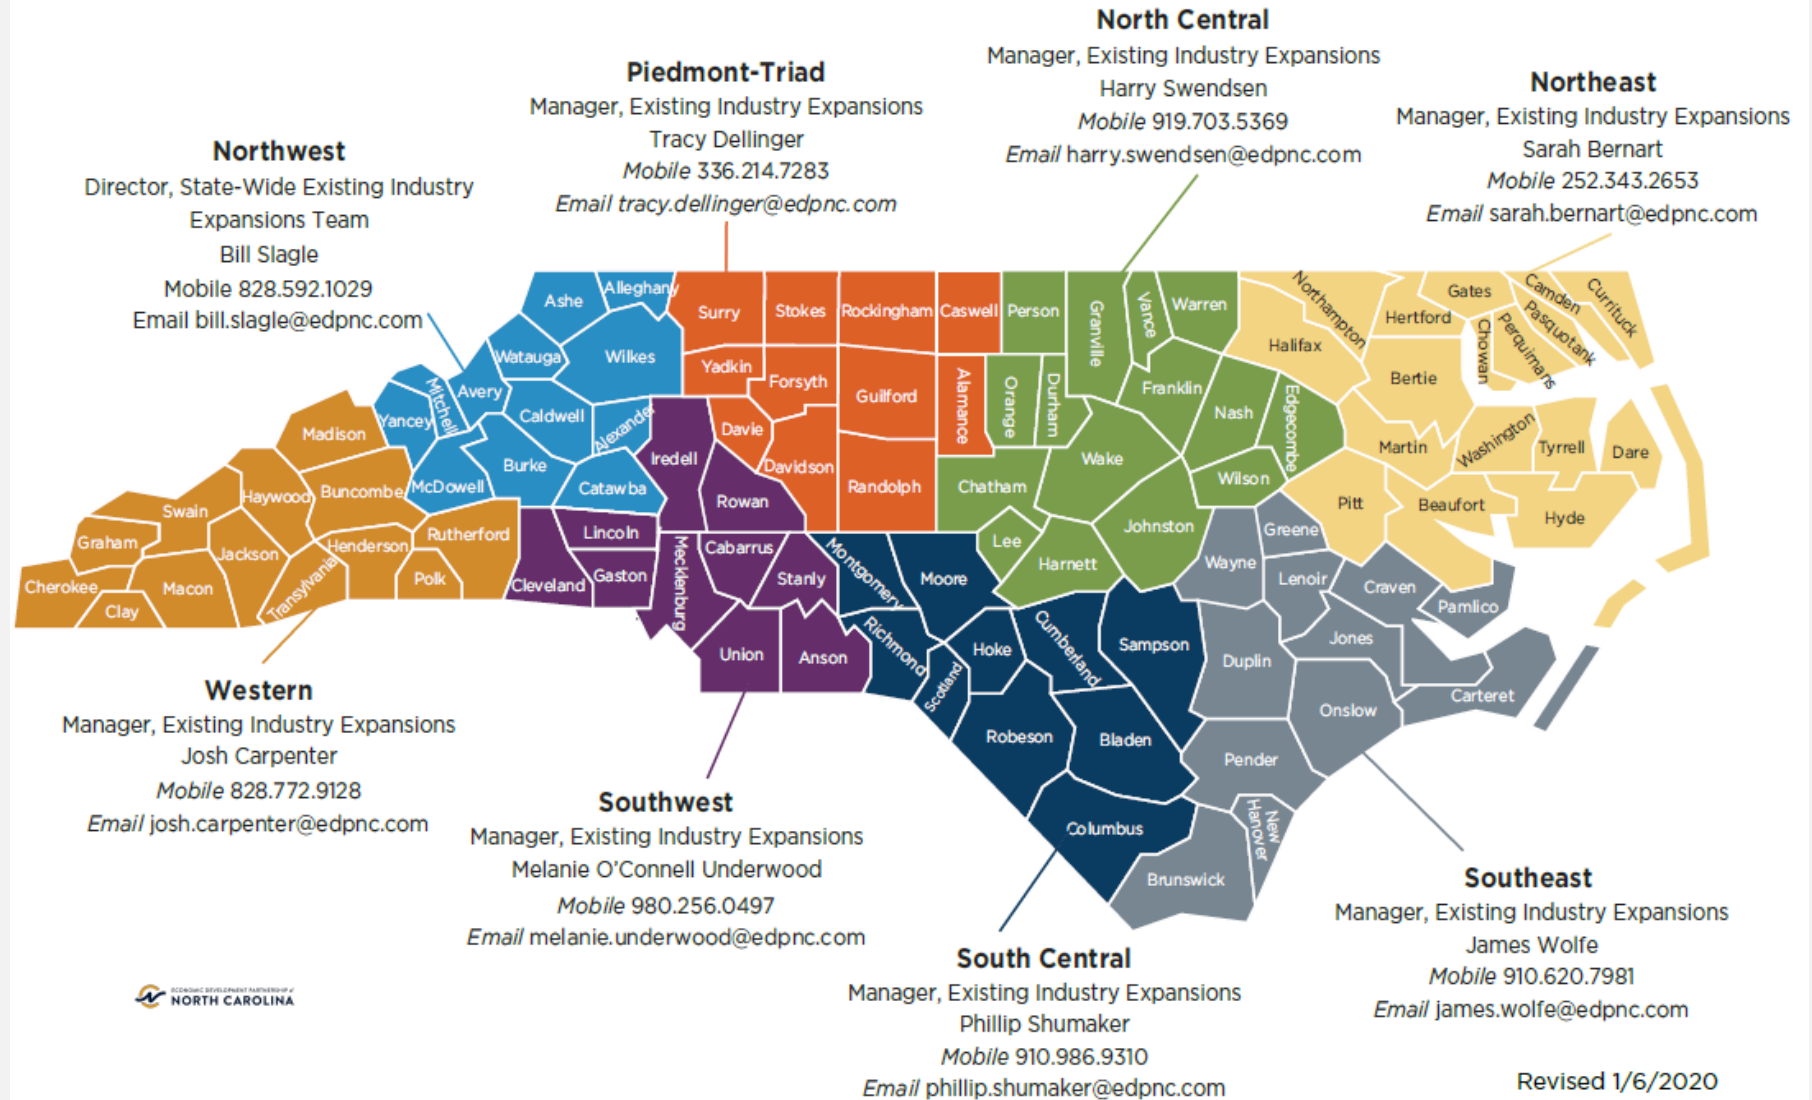 North Central
Manager, Existing Industry Expansions
Harry Swendsen
Mobile 919.703.5369
Email harry.swendsen@edpnc.com
Piedmont-Triad
Manager, Existing Industry Expansions
Tracy Dellinger
Mobile 336.214.7283
Email tracy.dellinger@edpnc.com
Northeast
Manager, Existing Industry Expansions
Sarah Bernart
Mobile 252.343.2653
Email sarah.bernart@edpnc.com
Northwest
Director, State-Wide Existing Industry
Expansions Team
Bill Slagle
Mobile 828.592.1029
Email bill.slagle@edpnc.com
Ashe
Alleghany
Surry
Stokes
Rockingham
Caswell
Person
Granville
Vance
Warren
Northampton
Gates
Camden
Currituck
Hertford
Pasquotank
Halifax
Chowan
Perquimans
Watauga
Wilkes
Yadkin
Forsyth
Guilford
Alamance
Orange
Durham
Franklin
Nash
Edgecombe
Bertie
Mitchell
Avery
Yancey
Caldwell
Alexander
Iredell
Davie
Davidson
Randolph
Chatham
Wake
Wilson
Martin
Washington
Tyrrell
Dare
Madison
Haywood
Buncombe
McDowell
Burke
Catawba
Rowan
Johnston
Pitt
Beaufort
Hyde
Swain
Graham
Jackson
Henderson
Rutherford
Lincoln
Cabarrus
Mecklenburg
Stanly
Montgomery
Moore
Lee
Harnett
Wayne
Greene
Lenoir
Craven
Pamlico
Cherokee
Clay
Macon
Transylvania
Polk
Cleveland
Gaston
Union
Anson
Richmond
Scotland
Hoke
Cumberland
Sampson
Duplin
Jones
Onslow
Carteret
Robeson
Bladen
Pender
Columbus
Brunswick
New
Hanover
Western
Manager, Existing Industry Expansions
Josh Carpenter
Mobile 828.772.9128
Email josh.carpenter@edpnc.com
Southwest
Manager, Existing Industry Expansions
Melanie O'Connell Underwood
Mobile 980.256.0497
Email melanie.underwood@edpnc.com
Southeast
Manager, Existing Industry Expansions
James Wolfe
Mobile 910.620.7981
Email james.wolfe@edpnc.com
South Central
Manager, Existing Industry Expansions
Phillip Shumaker
Mobile 910.986.9310
Email phillip.shumaker@edpnc.com
ECONOMIC DEVELOPMENT PARTNERSHIP of
NORTH CAROLINA
Revised 1/6/2020